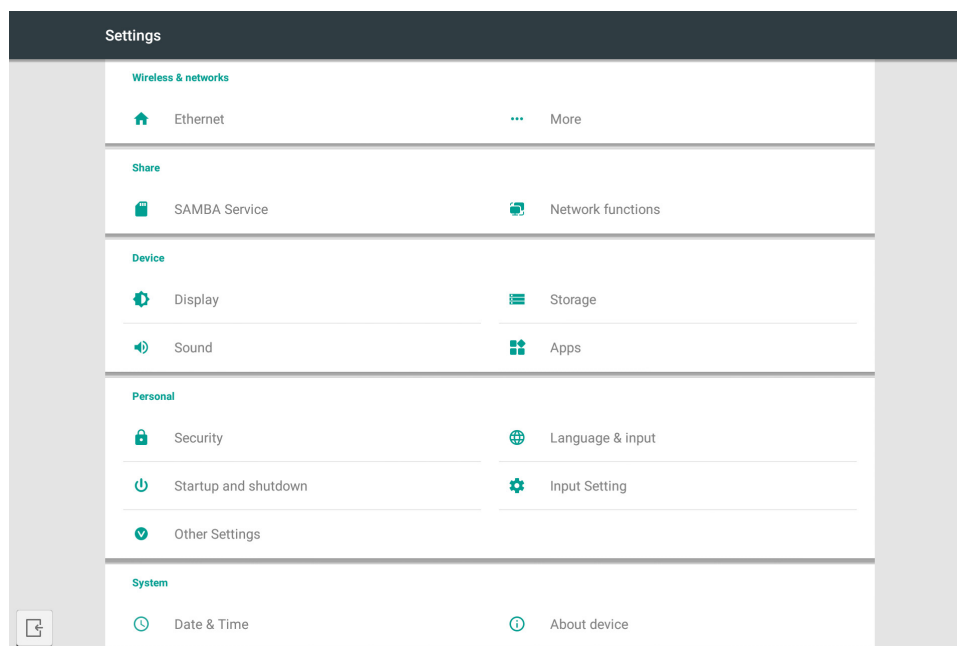 Settings
Wireless & networks
Ethernet
More
Share
SAMBA Service
Network functions
Device
Display
Storage
Sound
Apps
Personal
Security
Language & input
Startup and shutdown
Input Setting
Other Settings
System
Date & Time
About device